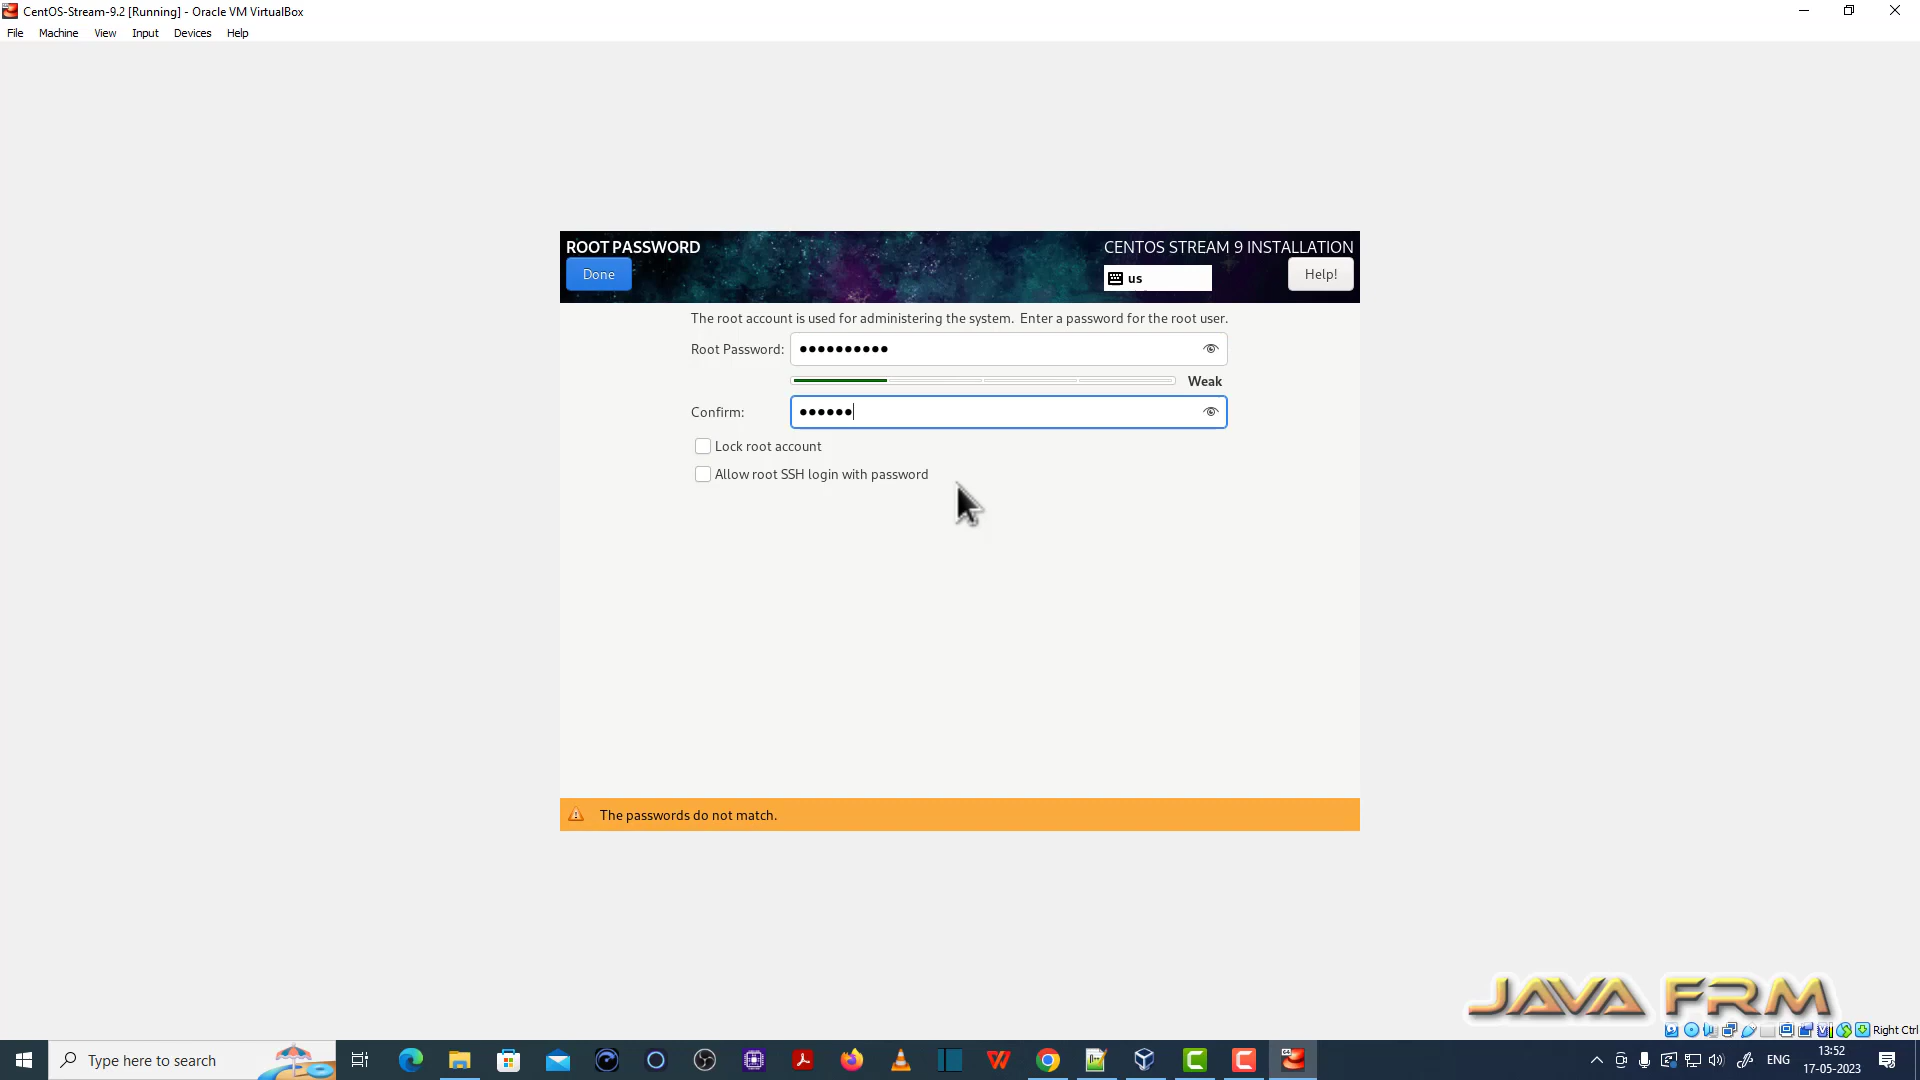 CentOS-Stream-9.2 [Running] - Oracle VM VirtualBox
File Machine View Input Devices Help
ROOT PASSWORD
CENTOS STREAM 9 INSTALLATION
Done
us
Help!
The root account is used for administering the system. Enter a password for the root user.
Root Password: ●●●●●●●●●●
Weak
Confirm: ●●●●●●
Lock root account
Allow root SSH login with password
The passwords do not match.
JAVA FRM
Right Ctrl
Type here to search
ENG
13:52
17-05-2023